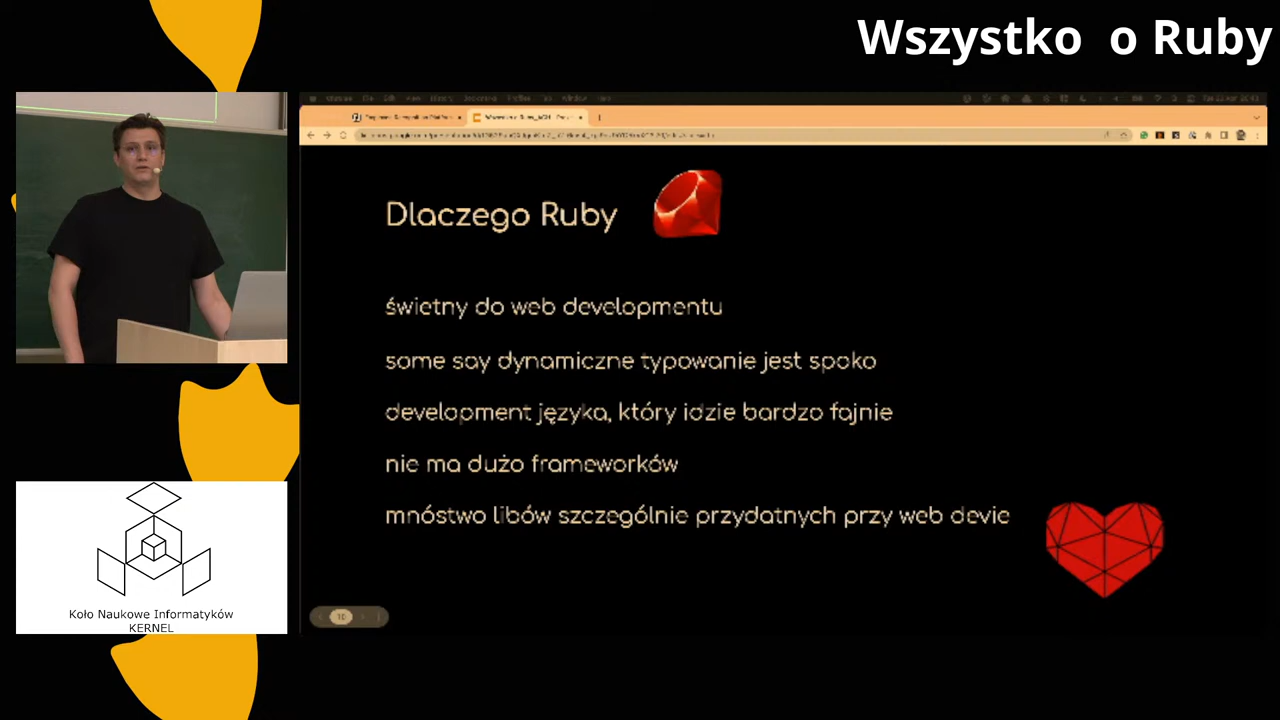 Wszystko o Ruby
Dlaczego Ruby
świetny do web developmentu
some say dynamiczne typowanie jest spoko
development języka, który idzie bardzo fajnie
nie ma dużo frameworków
mnóstwo libów szczególnie przydatnych przy web devie
10
Koło Naukowe Informatyków
KERNEL